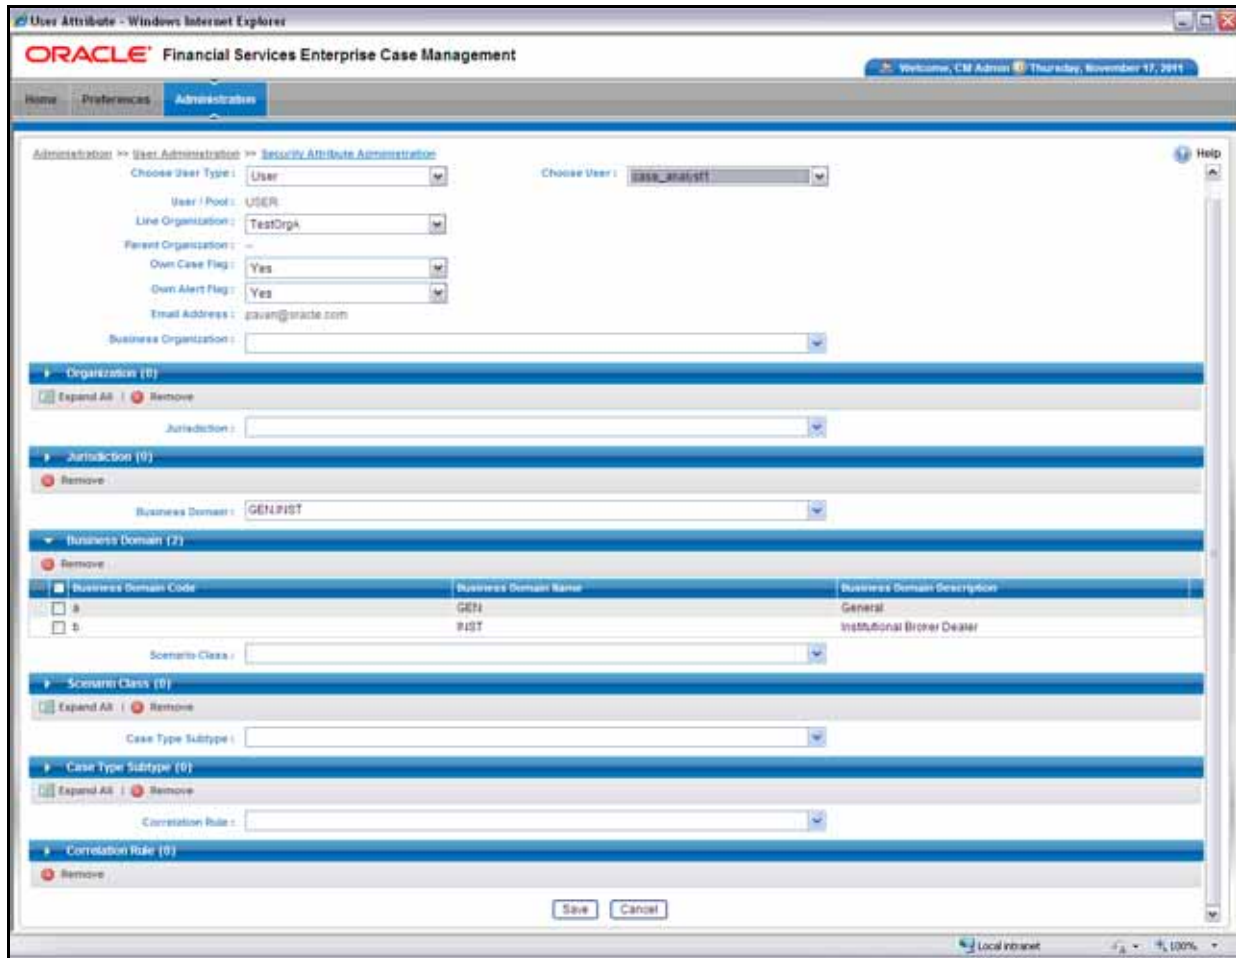 User Attribute - Windows Internet Explorer
ORACLE® Financial Services Enterprise Case Management
Welcome, CM Admin Thursday, November 17, 2011
Home Preferences Administration
Administration >> User Administration >> Security Attribute Administration
Help
Choose User Type : User Choose User : case_analyst1
User / Pool : USER
Line Organization : TestOrgA
Parent Organization : --
Own Case Flag : Yes
Own Alert Flag : Yes
Email Address : pavan@oracle.com
Business Organization :
Organization (0)
Expand All | Remove
Jurisdiction :
Jurisdiction (0)
Remove
Business Domain : GEN,INST
Business Domain (2)
Remove
Business Domain Code Business Domain Name Business Domain Description
a GEN General
b INST Institutional Broker Dealer
Scenario Class :
Scenario Class (0)
Expand All | Remove
Case Type Subtype :
Case Type Subtype (0)
Expand All | Remove
Correlation Rule :
Correlation Rule (0)
Remove
Save Cancel
Local intranet 100%